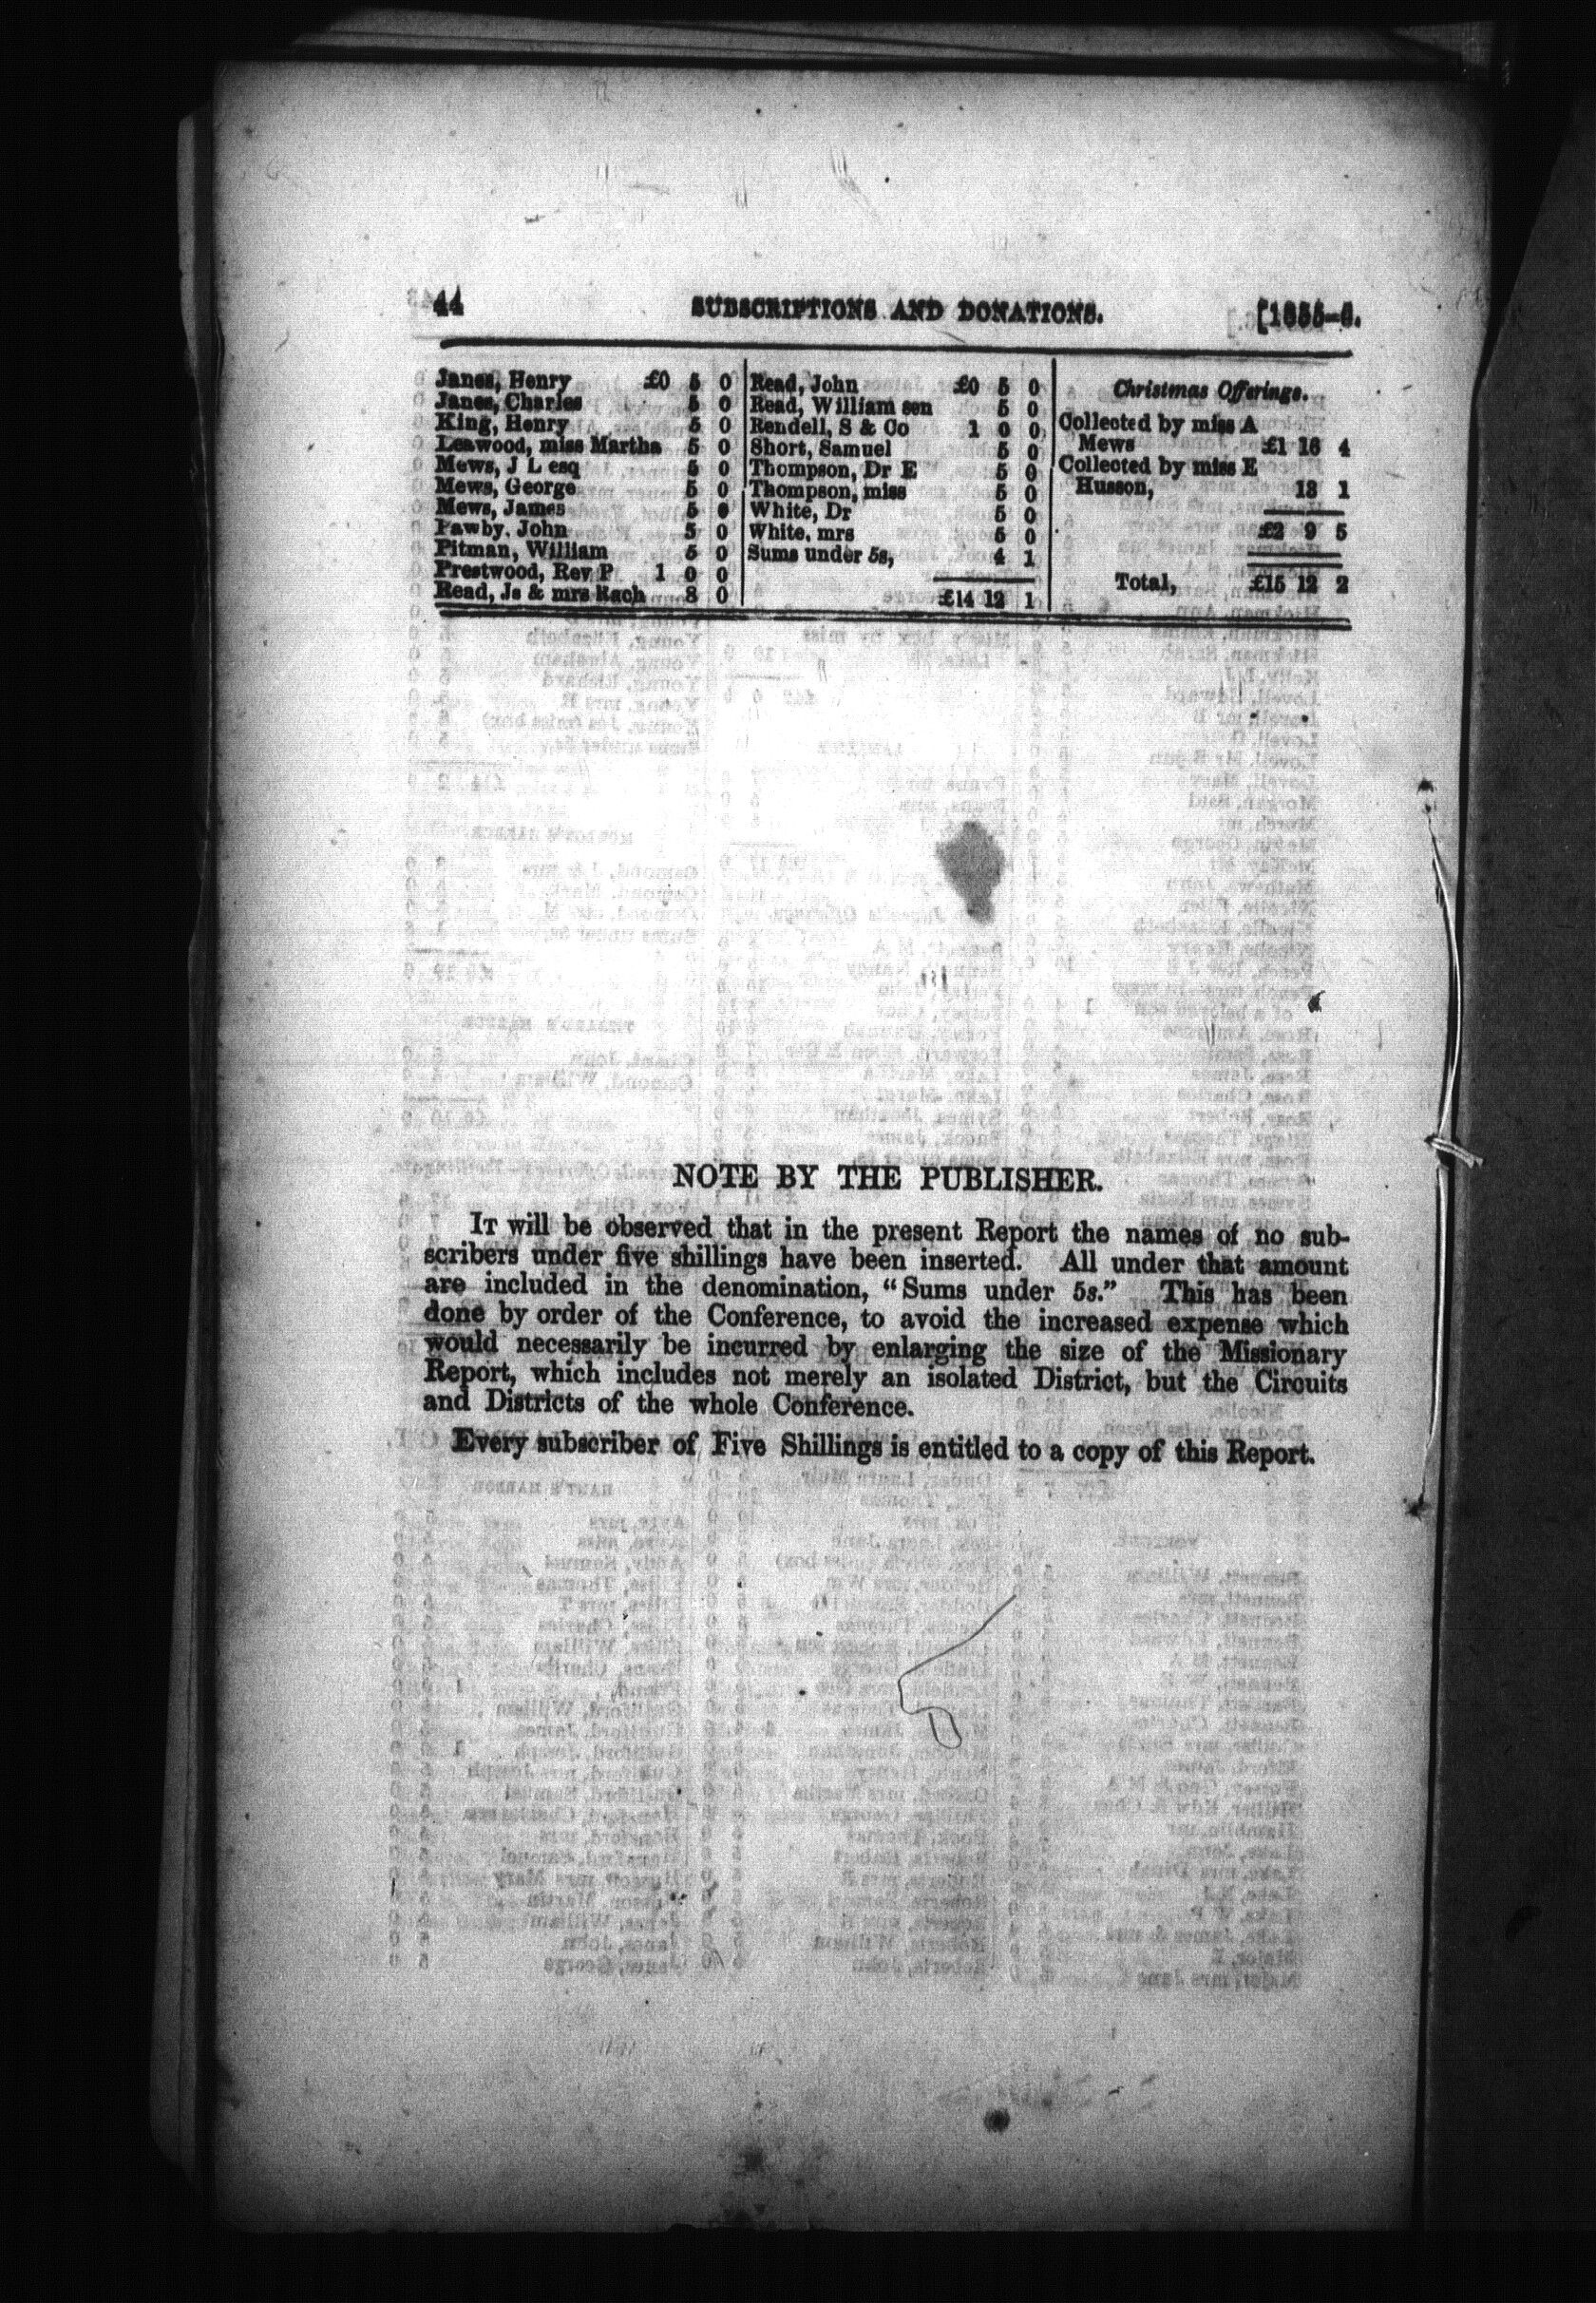 44 SUBSCRIPTIONS AND DONATIONS. [1855-6.
Janes, Henry £0 5 0
Janes, Charles 5 0
King, Henry 5 0
Leawood, miss Martha 5 0
Mews, J L esq 5 0
Mews, George 5 0
Mews, James 5 0
Pawby, John 5 0
Pitman, William 5 0
Prestwood, Rev P 1 0 0
Read, Js & mrs Rach 8 0
Read, John £0 5 0
Read, William sen 5 0
Rendell, S & Co 1 0 0
Short, Samuel 5 0
Thompson, Dr E 5 0
Thompson, miss 5 0
White, Dr 5 0
White, mrs 5 0
Sums under 5s, 4 1
£14 12 1
Christmas Offerings.
Collected by miss A
Mews £1 16 4
Collected by miss E
Husson, 13 1
£2 9 5
Total, £15 12 2
NOTE BY THE PUBLISHER.
IT will be observed that in the present Report the names of no sub-
scribers under five shillings have been inserted. All under that amount
are included in the denomination, “Sums under 5s.” This has been
done by order of the Conference, to avoid the increased expense which
would necessarily be incurred by enlarging the size of the Missionary
Report, which includes not merely an isolated District, but the Circuits
and Districts of the whole Conference.
Every subscriber of Five Shillings is entitled to a copy of this Report.